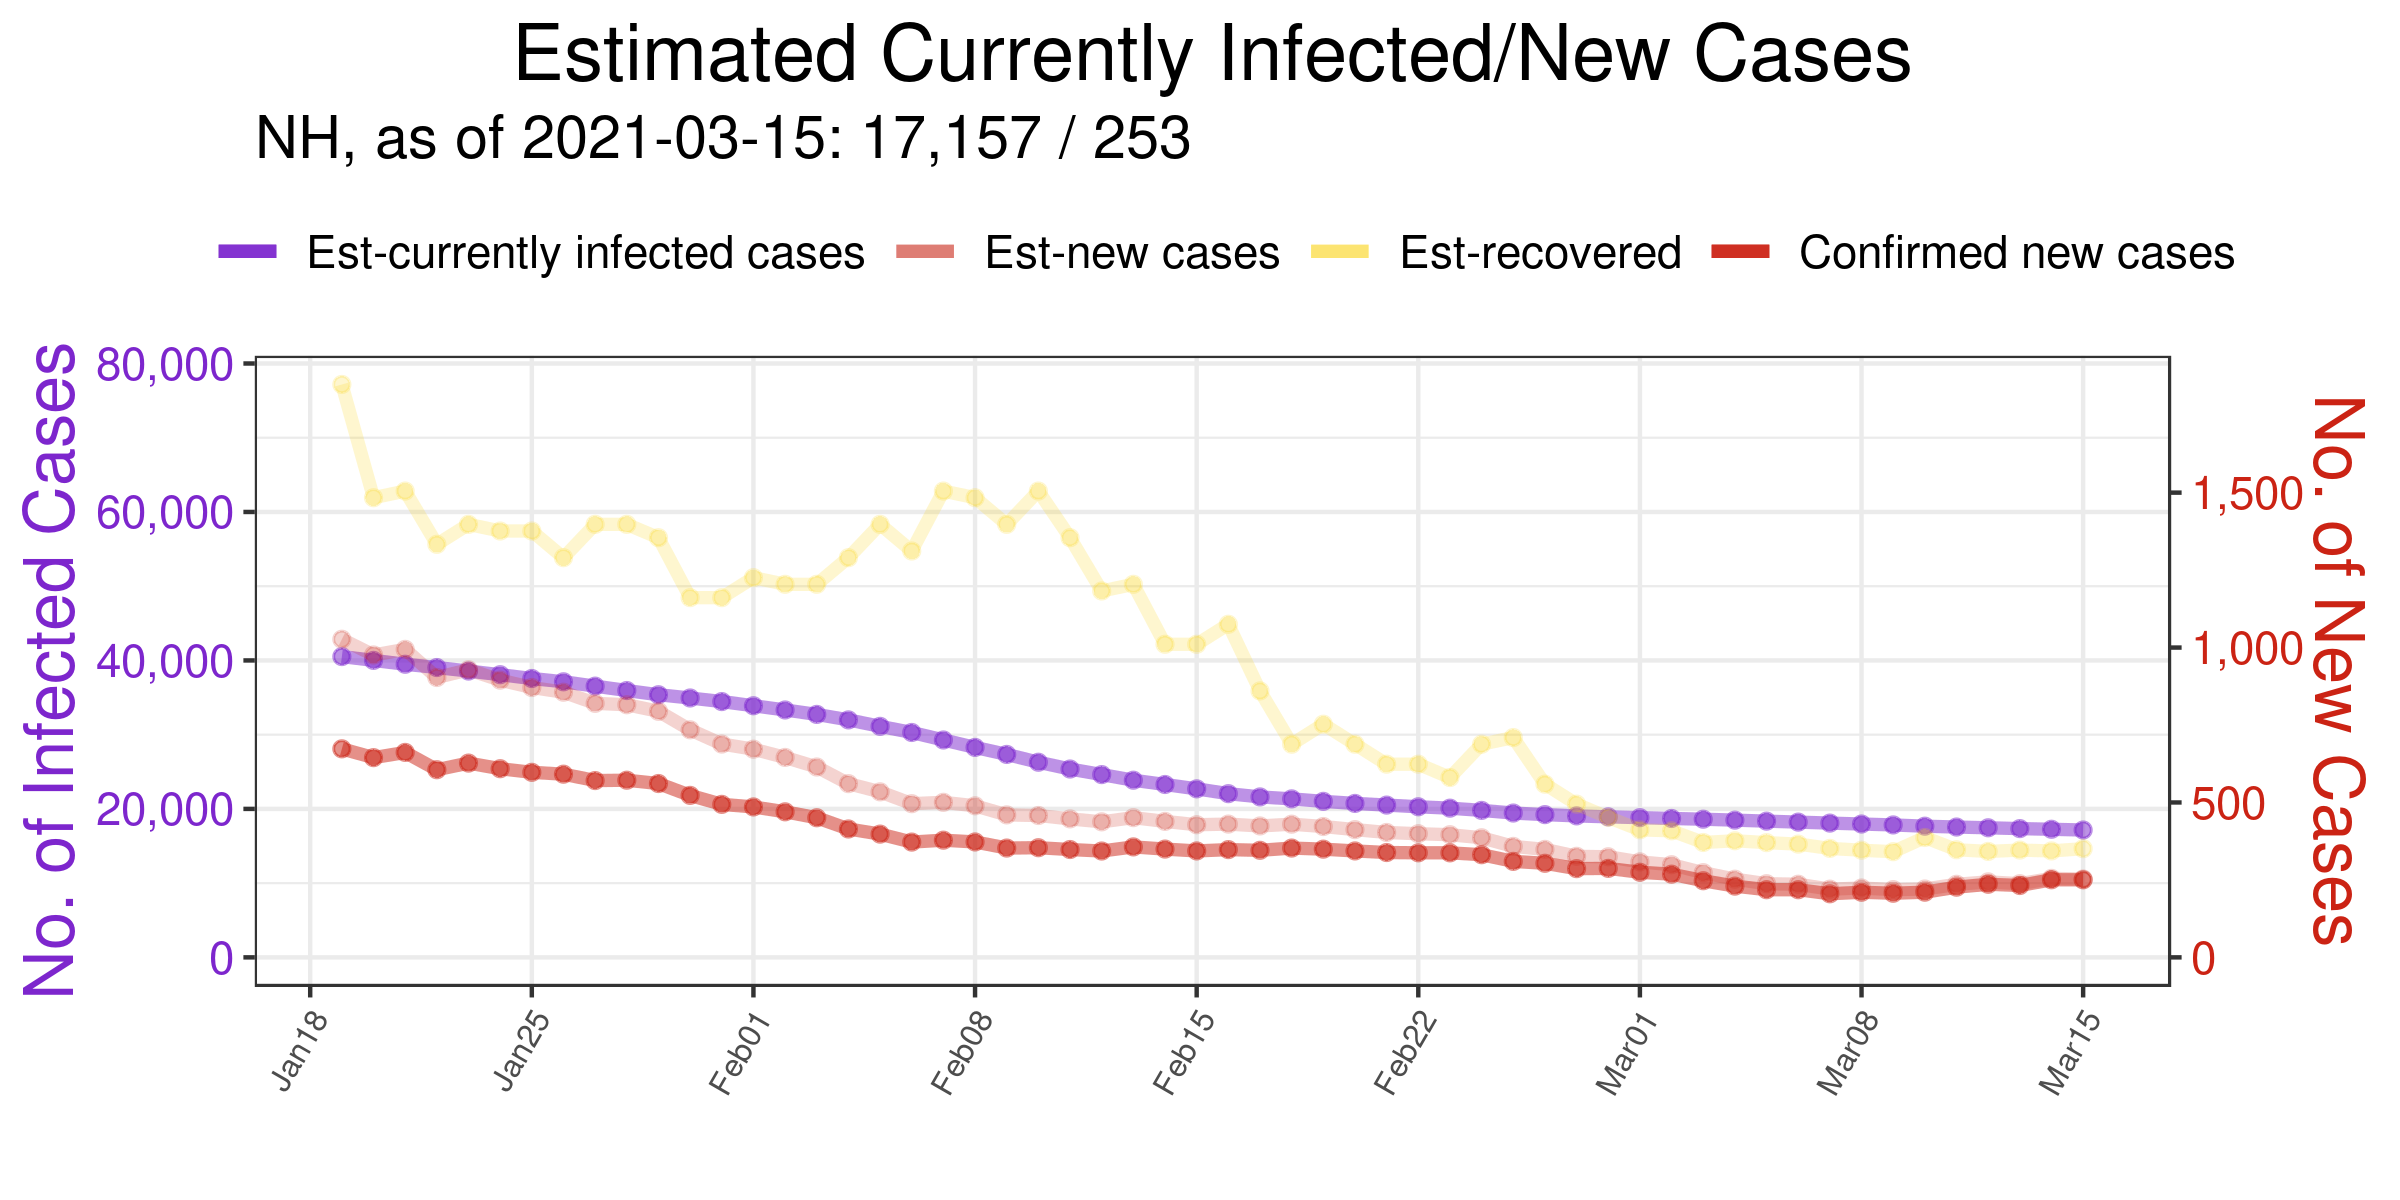 Estimated Currently Infected/New Cases
NH, as of 2021-03-15: 17,157 / 253
Est-currently infected cases Est-new cases Est-recovered Confirmed new cases
No. of Infected Cases
80,000
60,000
40,000
20,000
0
1,500
1,000
500
0
No. of New Cases
Jan18 Jan25 Feb01 Feb08 Feb15 Feb22 Mar01 Mar08 Mar15